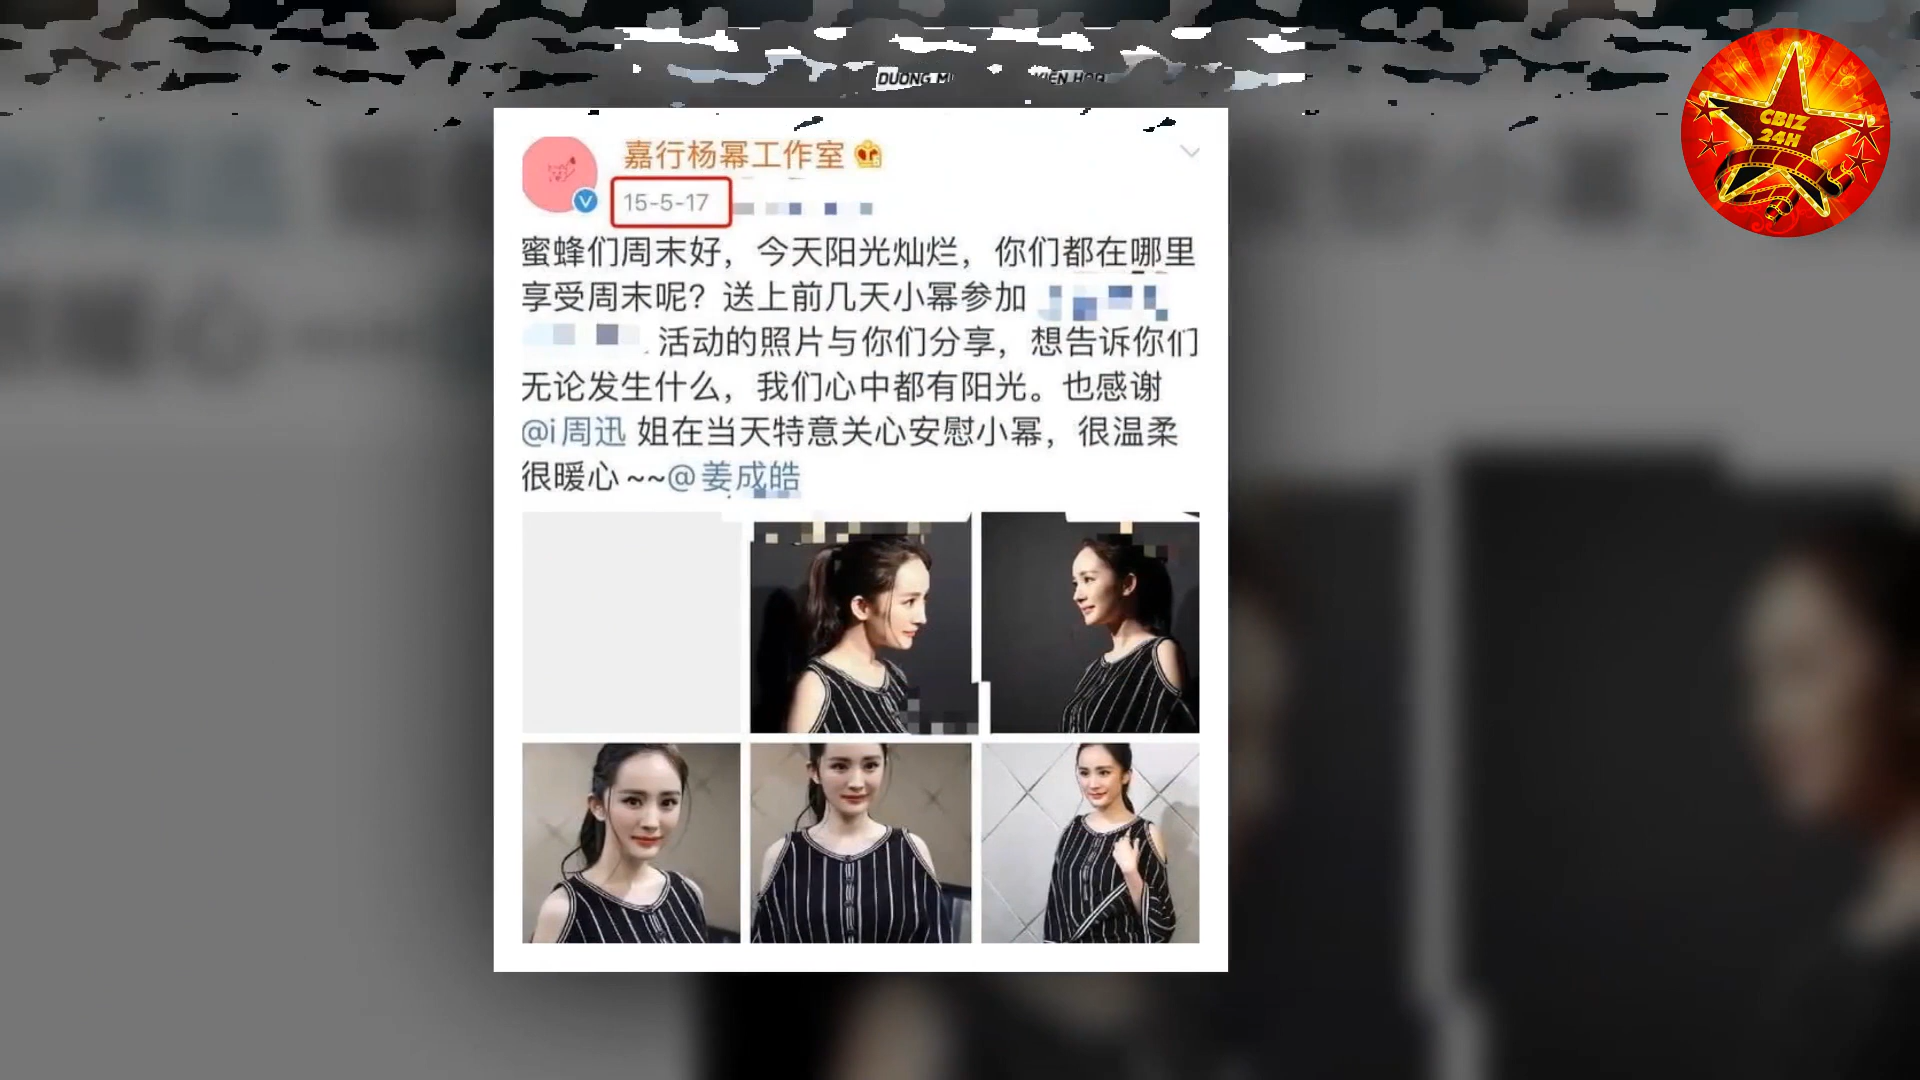 DUONG M
KIEN HOA
CBIZ
24H
嘉行杨幂工作室
15-5-17
蜜蜂们周末好，今天阳光灿烂，你们都在哪里
享受周末呢？送上前几天小幂参加
活动的照片与你们分享，想告诉你们
无论发生什么，我们心中都有阳光。也感谢
@i周迅 姐在当天特意关心安慰小幂，很温柔
很暖心~~@姜成皓